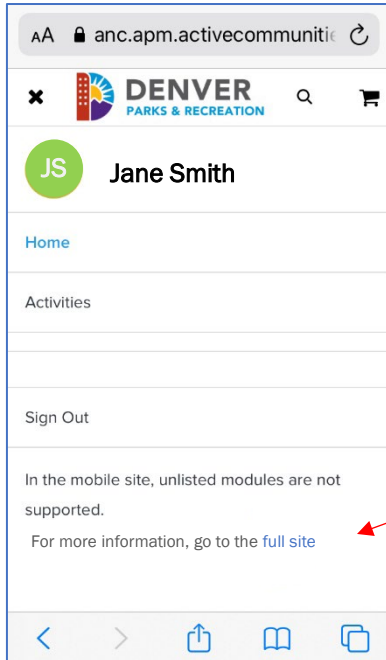 AA anc.apm.activecommunitie
DENVER
PARKS & RECREATION
JS Jane Smith
Home
Activities
Sign Out
In the mobile site, unlisted modules are not
supported.
For more information, go to the full site